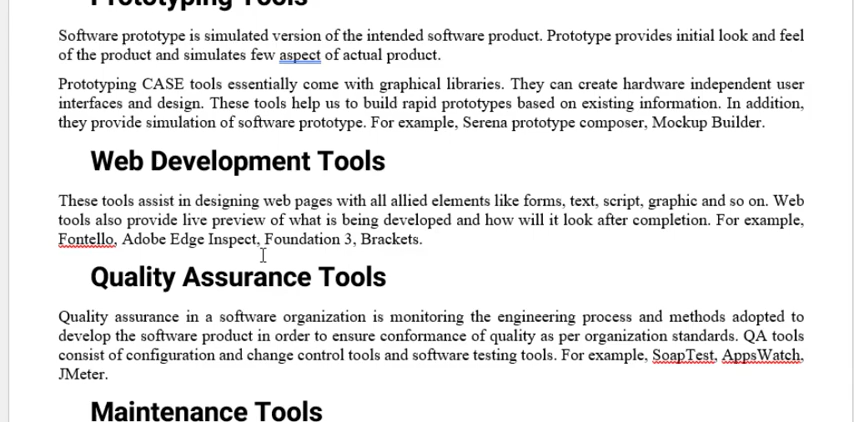 Prototyping Tools
Software prototype is simulated version of the intended software product. Prototype provides initial look and feel
of the product and simulates few aspect of actual product.
Prototyping CASE tools essentially come with graphical libraries. They can create hardware independent user
interfaces and design. These tools help us to build rapid prototypes based on existing information. In addition,
they provide simulation of software prototype. For example, Serena prototype composer, Mockup Builder.
Web Development Tools
These tools assist in designing web pages with all allied elements like forms, text, script, graphic and so on. Web
tools also provide live preview of what is being developed and how will it look after completion. For example,
Fontello, Adobe Edge Inspect, Foundation 3, Brackets.
Quality Assurance Tools
Quality assurance in a software organization is monitoring the engineering process and methods adopted to
develop the software product in order to ensure conformance of quality as per organization standards. QA tools
consist of configuration and change control tools and software testing tools. For example, SoapTest, AppsWatch,
JMeter.
Maintenance Tools